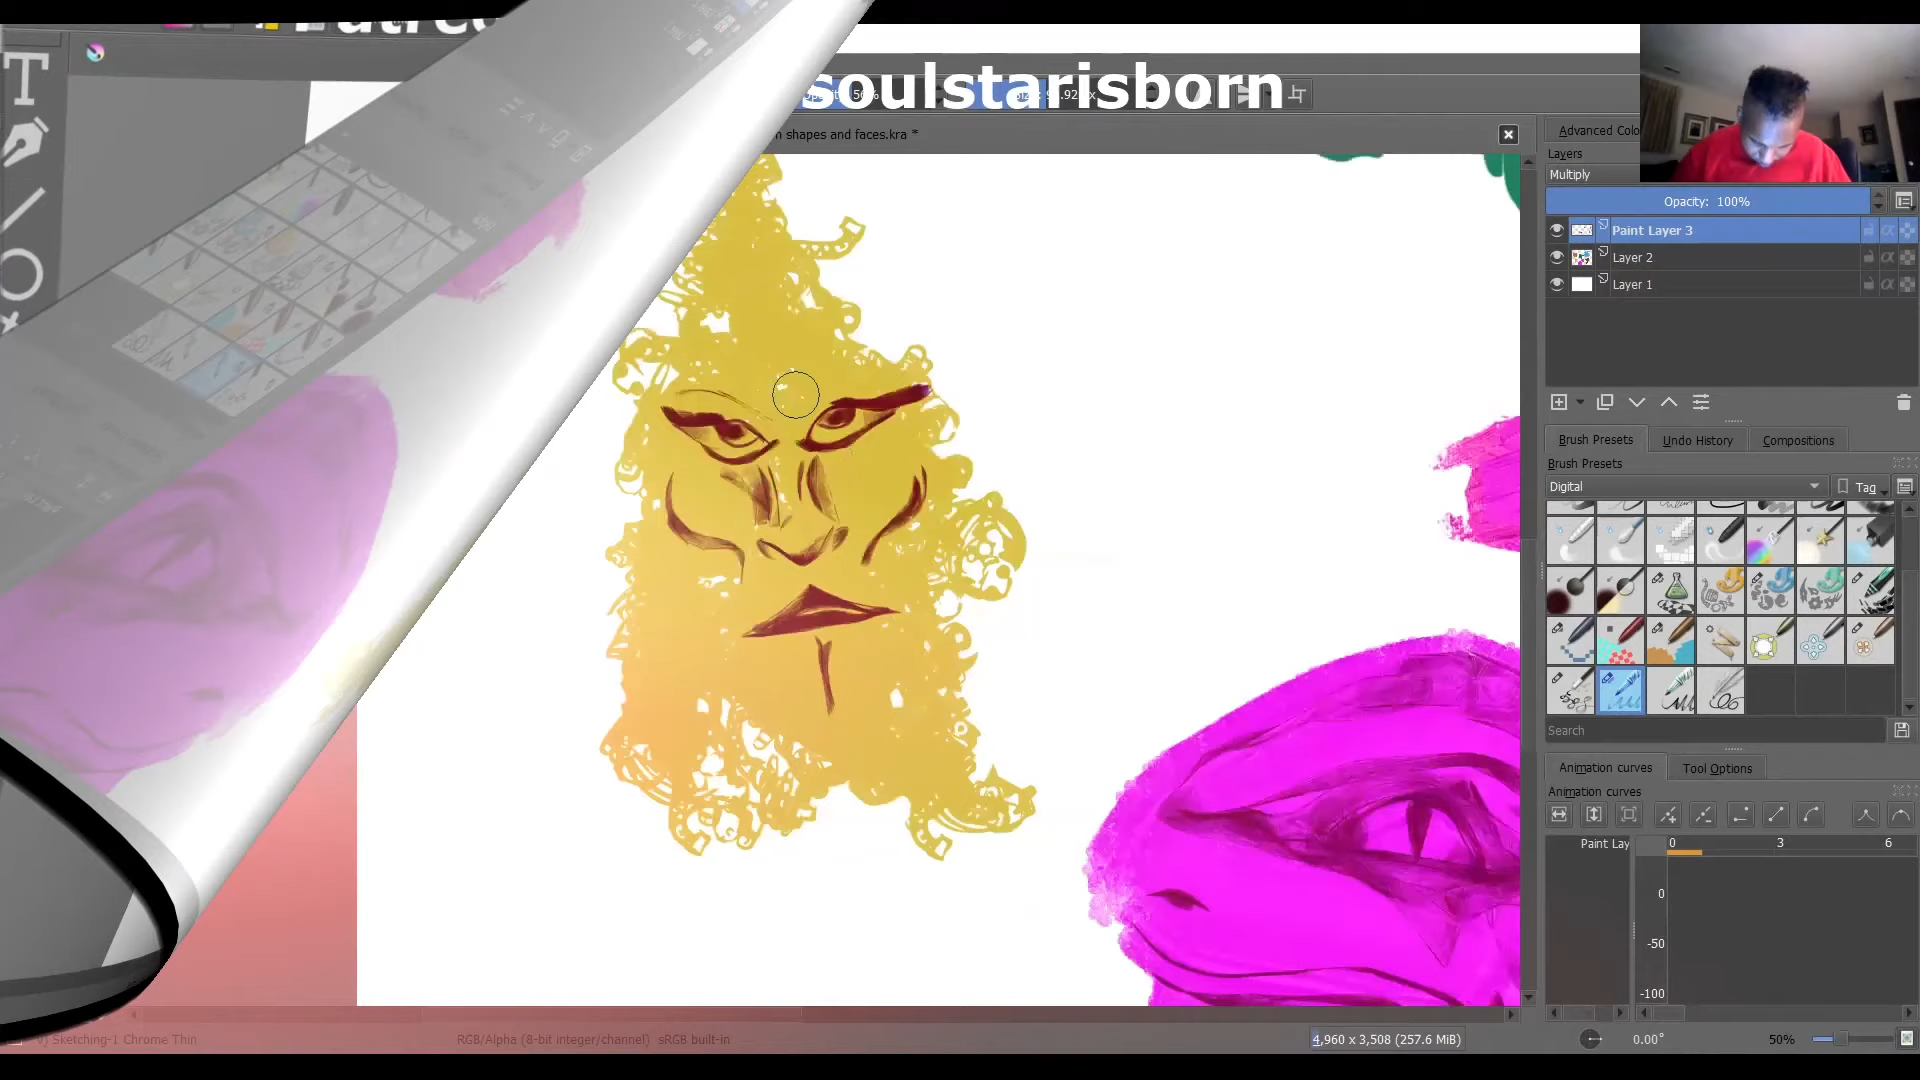 soulstarisborn
shapes and faces.kra *
Advanced Colo
Layers
Multiply
Opacity: 100%
Paint Layer 3
Layer 2
Layer 1
Brush Presets
Undo History
Compositions
Brush Presets
Digital
Tag
Search
Animation curves
Tool Options
Animation curves
Paint Lay
0
3
6
0
-50
-100
Sketching-1 Chrome Thin
RGB/Alpha (8-bit integer/channel) sRGB built-in
4,960 x 3,508 (257.6 MiB)
0.00°
50%